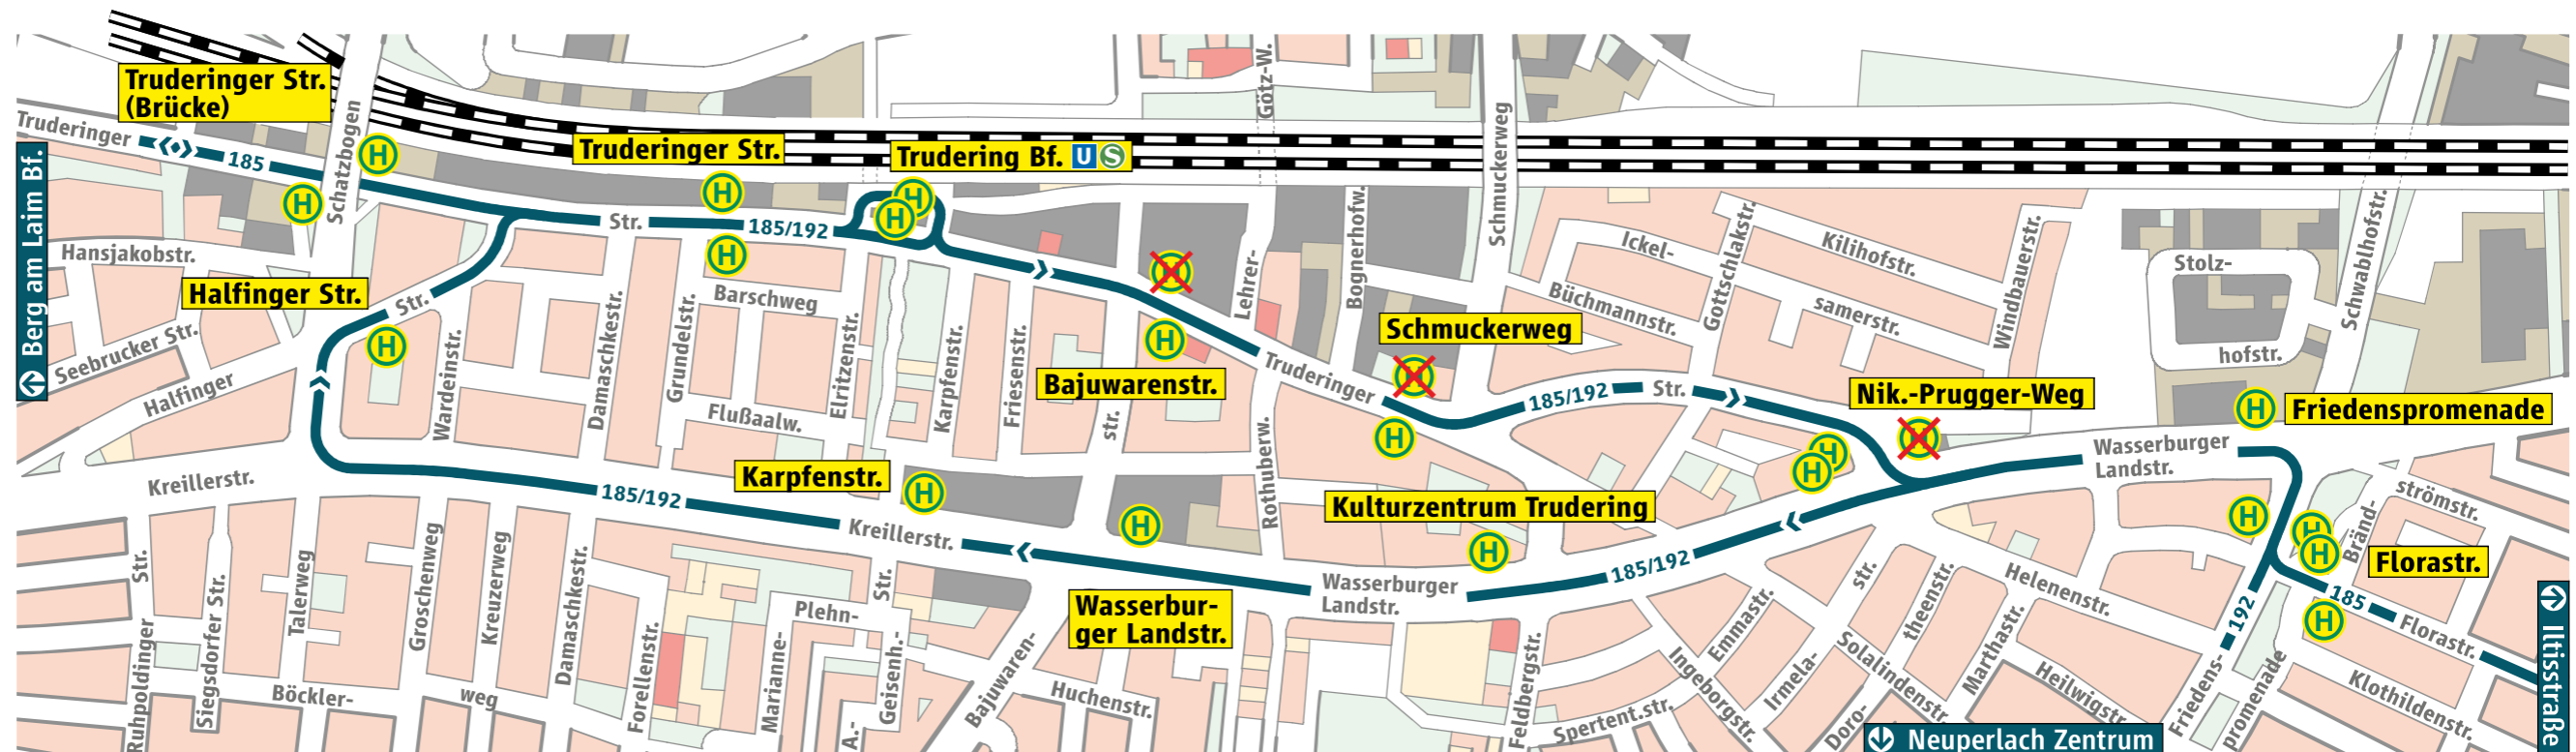 Truderinger Str.
(Brücke)
Truderinger
185
Schatzbogen
Berg am Laim Bf.
Hansjakobstr.
Halfinger Str.
Str.
Seebrucker Str.
Halfinger
Kreillerstr.
Truderinger Str.
Str.
185/192
Trudering Bf. U S
H
H
H
H
H
H
H
Barschweg
Wardeinstr.
Damaschkestr.
Grundelstr.
Elritzenstr.
Flußaalw.
Karpfenstr.
Friesenstr.
Bajuwarenstr.
str.
H
H
Götz-W.
Lehrer-
Bognerhofw.
Schmuckerweg
Schmuckerweg
H
H
Truderinger
185/192
Str.
Rothuberw.
Ickel-
samerstr.
Büchmannstr.
Gottschlakstr.
Kilihofstr.
Windbauerstr.
Stolz-
hofstr.
Schwablhofstr.
Nik.-Prugger-Weg
H
H
H
H
Friedenspromenade
Wasserburger
Landstr.
Karpfenstr.
H
185/192
Kreillerstr.
H
Wasserbur-
ger Landstr.
Kulturzentrum Trudering
H
Wasserburger
Landstr.
185/192
H
H
H
Bränd-
strömstr.
Florastr.
185
H
Florastr.
192
Friedens-
promenade
Klothildenstr.
Iltisstraße
Neuperlach Zentrum
Ruhpoldinger
Str.
Siegsdorfer Str.
Talerweg
Groschenweg
Kreuzerweg
Damaschkestr.
Böckler-
weg
Forellenstr.
Marianne-
Plehn-
Str.
A.-
Geisenh.-
Bajuwaren-
Huchenstr.
Feldbergstr.
Spertent.str.
Ingeborgstr.
Emmastr.
Irmela-
str.
Doro-
theenstr.
Solalindenstr.
Marthastr.
Helenenstr.
Heilwigstr.